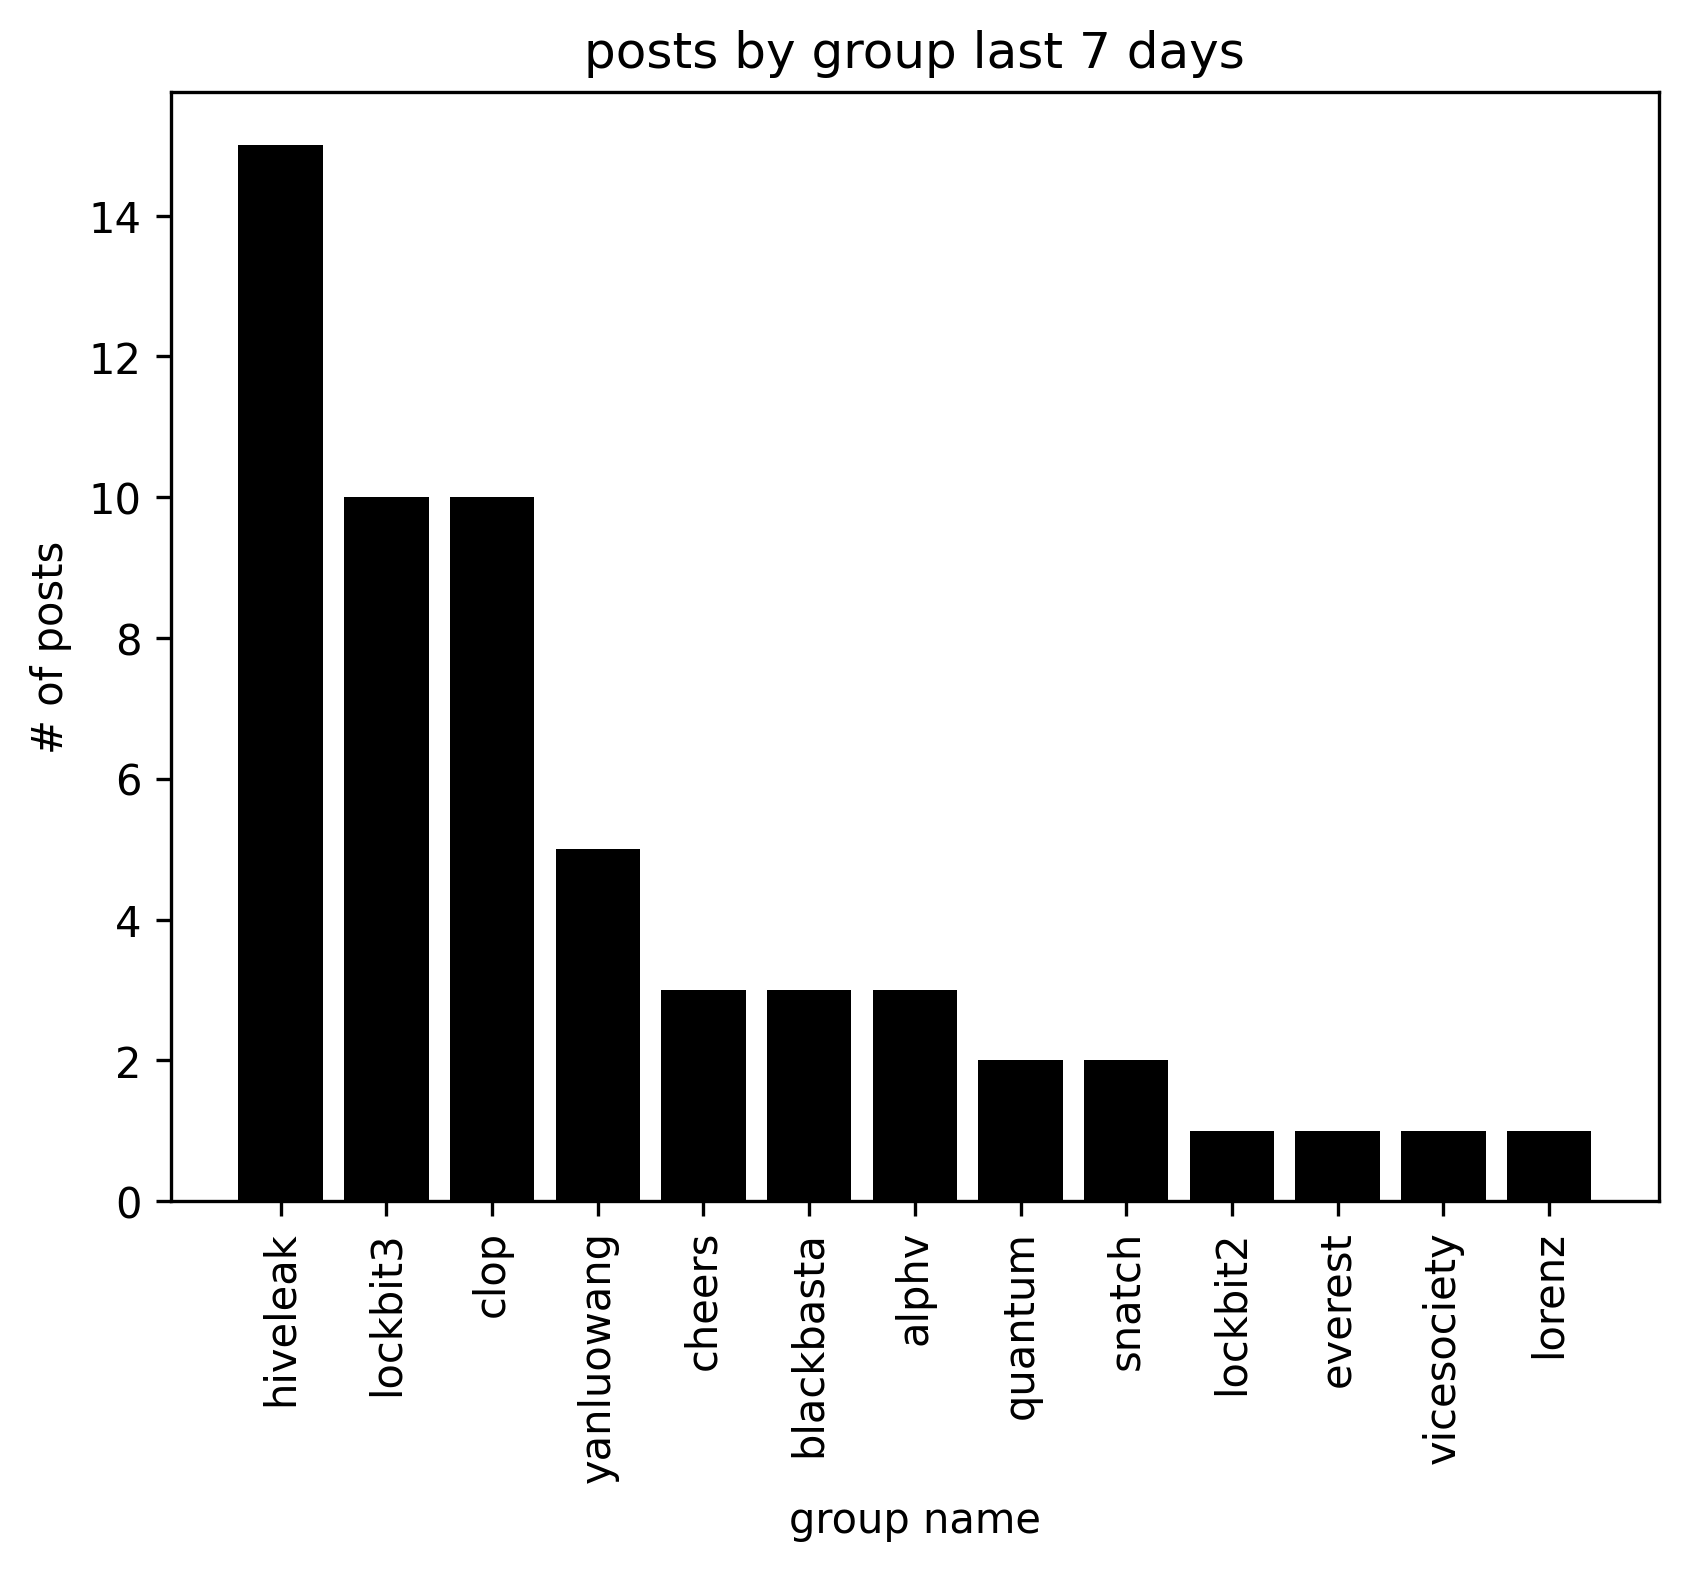 posts by group last 7 days
# of posts
14
12
10
8
6
4
2
0
hiveleak
lockbit3
clop
yanluowang
cheers
blackbasta
alphv
quantum
snatch
lockbit2
everest
vicesociety
lorenz
group name